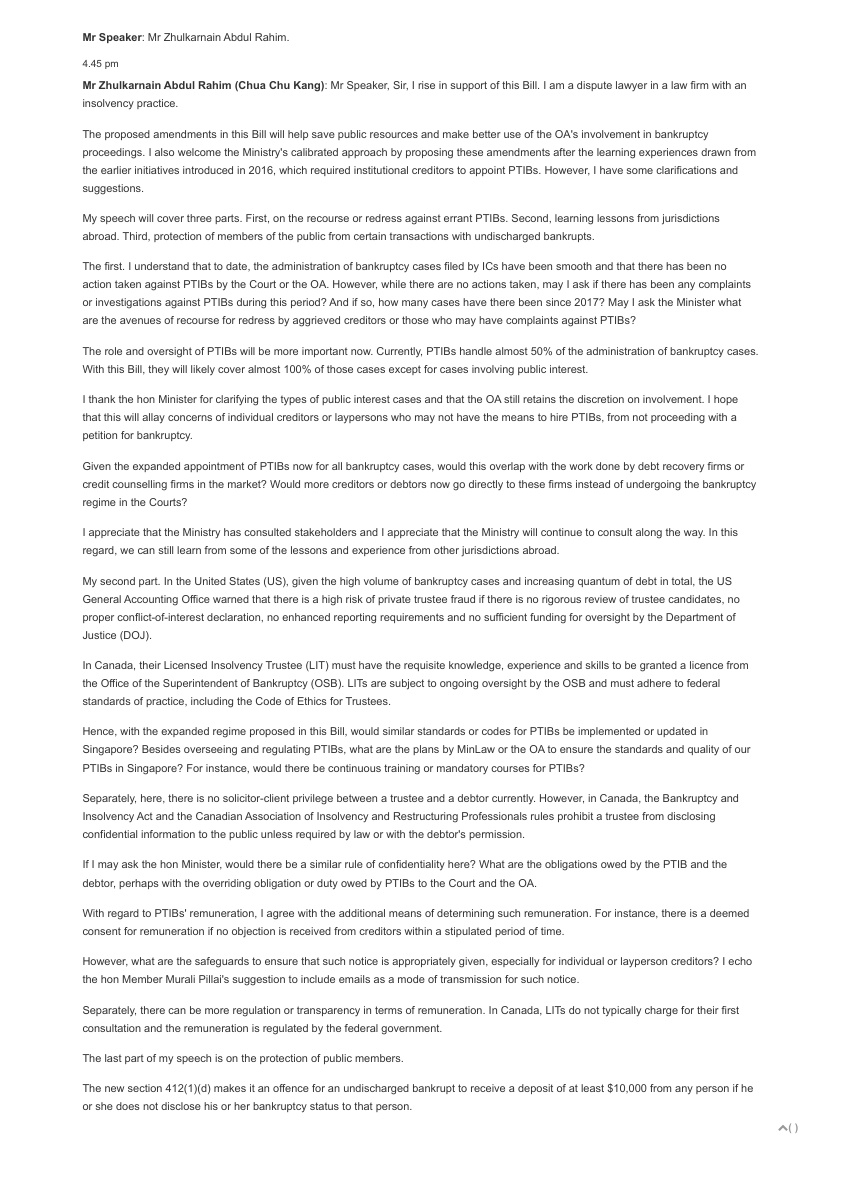 Mr Speaker: Mr Zhulkarnain Abdul Rahim.
4.45 pm
Mr Zhulkarnain Abdul Rahim (Chua Chu Kang): Mr Speaker, Sir, I rise in support of this Bill. I am a dispute lawyer in a law firm with an
insolvency practice.
The proposed amendments in this Bill will help save public resources and make better use of the OA's involvement in bankruptcy
proceedings. I also welcome the Ministry's calibrated approach by proposing these amendments after the learning experiences drawn from
the earlier initiatives introduced in 2016, which required institutional creditors to appoint PTIBs. However, I have some clarifications and
suggestions.
My speech will cover three parts. First, on the recourse or redress against errant PTIBs. Second, learning lessons from jurisdictions
abroad. Third, protection of members of the public from certain transactions with undischarged bankrupts.
The first. I understand that to date, the administration of bankruptcy cases filed by ICs have been smooth and that there has been no
action taken against PTIBs by the Court or the OA. However, while there are no actions taken, may I ask if there has been any complaints
or investigations against PTIBs during this period? And if so, how many cases have there been since 2017? May I ask the Minister what
are the avenues of recourse for redress by aggrieved creditors or those who may have complaints against PTIBs?
The role and oversight of PTIBs will be more important now. Currently, PTIBs handle almost 50% of the administration of bankruptcy cases.
With this Bill, they will likely cover almost 100% of those cases except for cases involving public interest.
I thank the hon Minister for clarifying the types of public interest cases and that the OA still retains the discretion on involvement. I hope
that this will allay concerns of individual creditors or laypersons who may not have the means to hire PTIBs, from not proceeding with a
petition for bankruptcy.
Given the expanded appointment of PTIBs now for all bankruptcy cases, would this overlap with the work done by debt recovery firms or
credit counselling firms in the market? Would more creditors or debtors now go directly to these firms instead of undergoing the bankruptcy
regime in the Courts?
I appreciate that the Ministry has consulted stakeholders and I appreciate that the Ministry will continue to consult along the way. In this
regard, we can still learn from some of the lessons and experience from other jurisdictions abroad.
My second part. In the United States (US), given the high volume of bankruptcy cases and increasing quantum of debt in total, the US
General Accounting Office warned that there is a high risk of private trustee fraud if there is no rigorous review of trustee candidates, no
proper conflict-of-interest declaration, no enhanced reporting requirements and no sufficient funding for oversight by the Department of
Justice (DOJ).
In Canada, their Licensed Insolvency Trustee (LIT) must have the requisite knowledge, experience and skills to be granted a licence from
the Office of the Superintendent of Bankruptcy (OSB). LITs are subject to ongoing oversight by the OSB and must adhere to federal
standards of practice, including the Code of Ethics for Trustees.
Hence, with the expanded regime proposed in this Bill, would similar standards or codes for PTIBs be implemented or updated in
Singapore? Besides overseeing and regulating PTIBs, what are the plans by MinLaw or the OA to ensure the standards and quality of our
PTIBs in Singapore? For instance, would there be continuous training or mandatory courses for PTIBs?
Separately, here, there is no solicitor-client privilege between a trustee and a debtor currently. However, in Canada, the Bankruptcy and
Insolvency Act and the Canadian Association of Insolvency and Restructuring Professionals rules prohibit a trustee from disclosing
confidential information to the public unless required by law or with the debtor's permission.
If I may ask the hon Minister, would there be a similar rule of confidentiality here? What are the obligations owed by the PTIB and the
debtor, perhaps with the overriding obligation or duty owed by PTIBs to the Court and the OA.
With regard to PTIBs' remuneration, I agree with the additional means of determining such remuneration. For instance, there is a deemed
consent for remuneration if no objection is received from creditors within a stipulated period of time.
However, what are the safeguards to ensure that such notice is appropriately given, especially for individual or layperson creditors? I echo
the hon Member Murali Pillai's suggestion to include emails as a mode of transmission for such notice.
Separately, there can be more regulation or transparency in terms of remuneration. In Canada, LITs do not typically charge for their first
consultation and the remuneration is regulated by the federal government.
The last part of my speech is on the protection of public members.
The new section 412(1)(d) makes it an offence for an undischarged bankrupt to receive a deposit of at least $10,000 from any person if he
or she does not disclose his or her bankruptcy status to that person.
( )